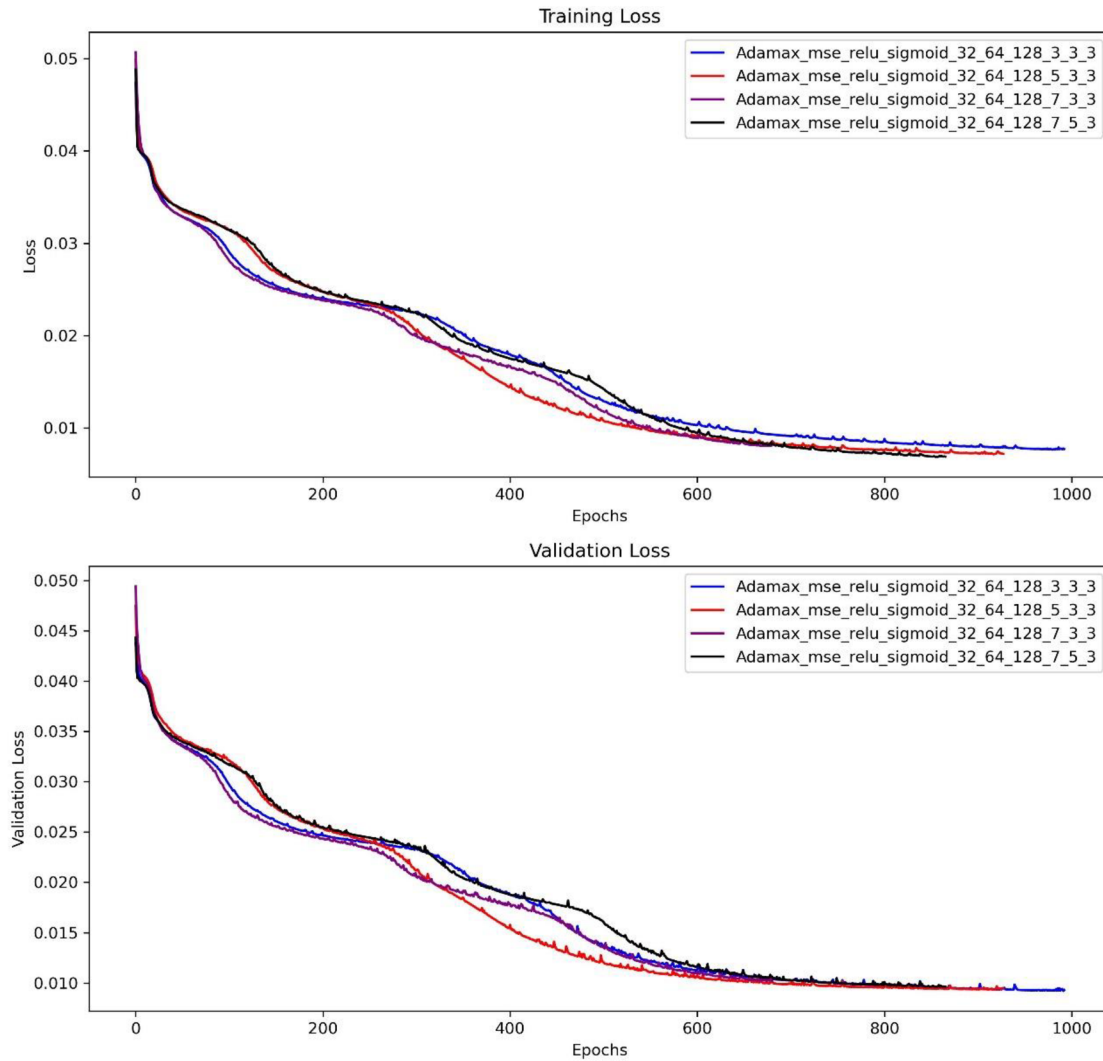 Training Loss
Adamax_mse_relu_sigmoid_32_64_128_3_3_3
Adamax_mse_relu_sigmoid_32_64_128_5_3_3
Adamax_mse_relu_sigmoid_32_64_128_7_3_3
Adamax_mse_relu_sigmoid_32_64_128_7_5_3
0.05
0.04
0.03
0.02
0.01
Loss
0 200 400 600 800 1000
Epochs
Validation Loss
Adamax_mse_relu_sigmoid_32_64_128_3_3_3
Adamax_mse_relu_sigmoid_32_64_128_5_3_3
Adamax_mse_relu_sigmoid_32_64_128_7_3_3
Adamax_mse_relu_sigmoid_32_64_128_7_5_3
0.050
0.045
0.040
0.035
0.030
0.025
0.020
0.015
0.010
Validation Loss
0 200 400 600 800 1000
Epochs